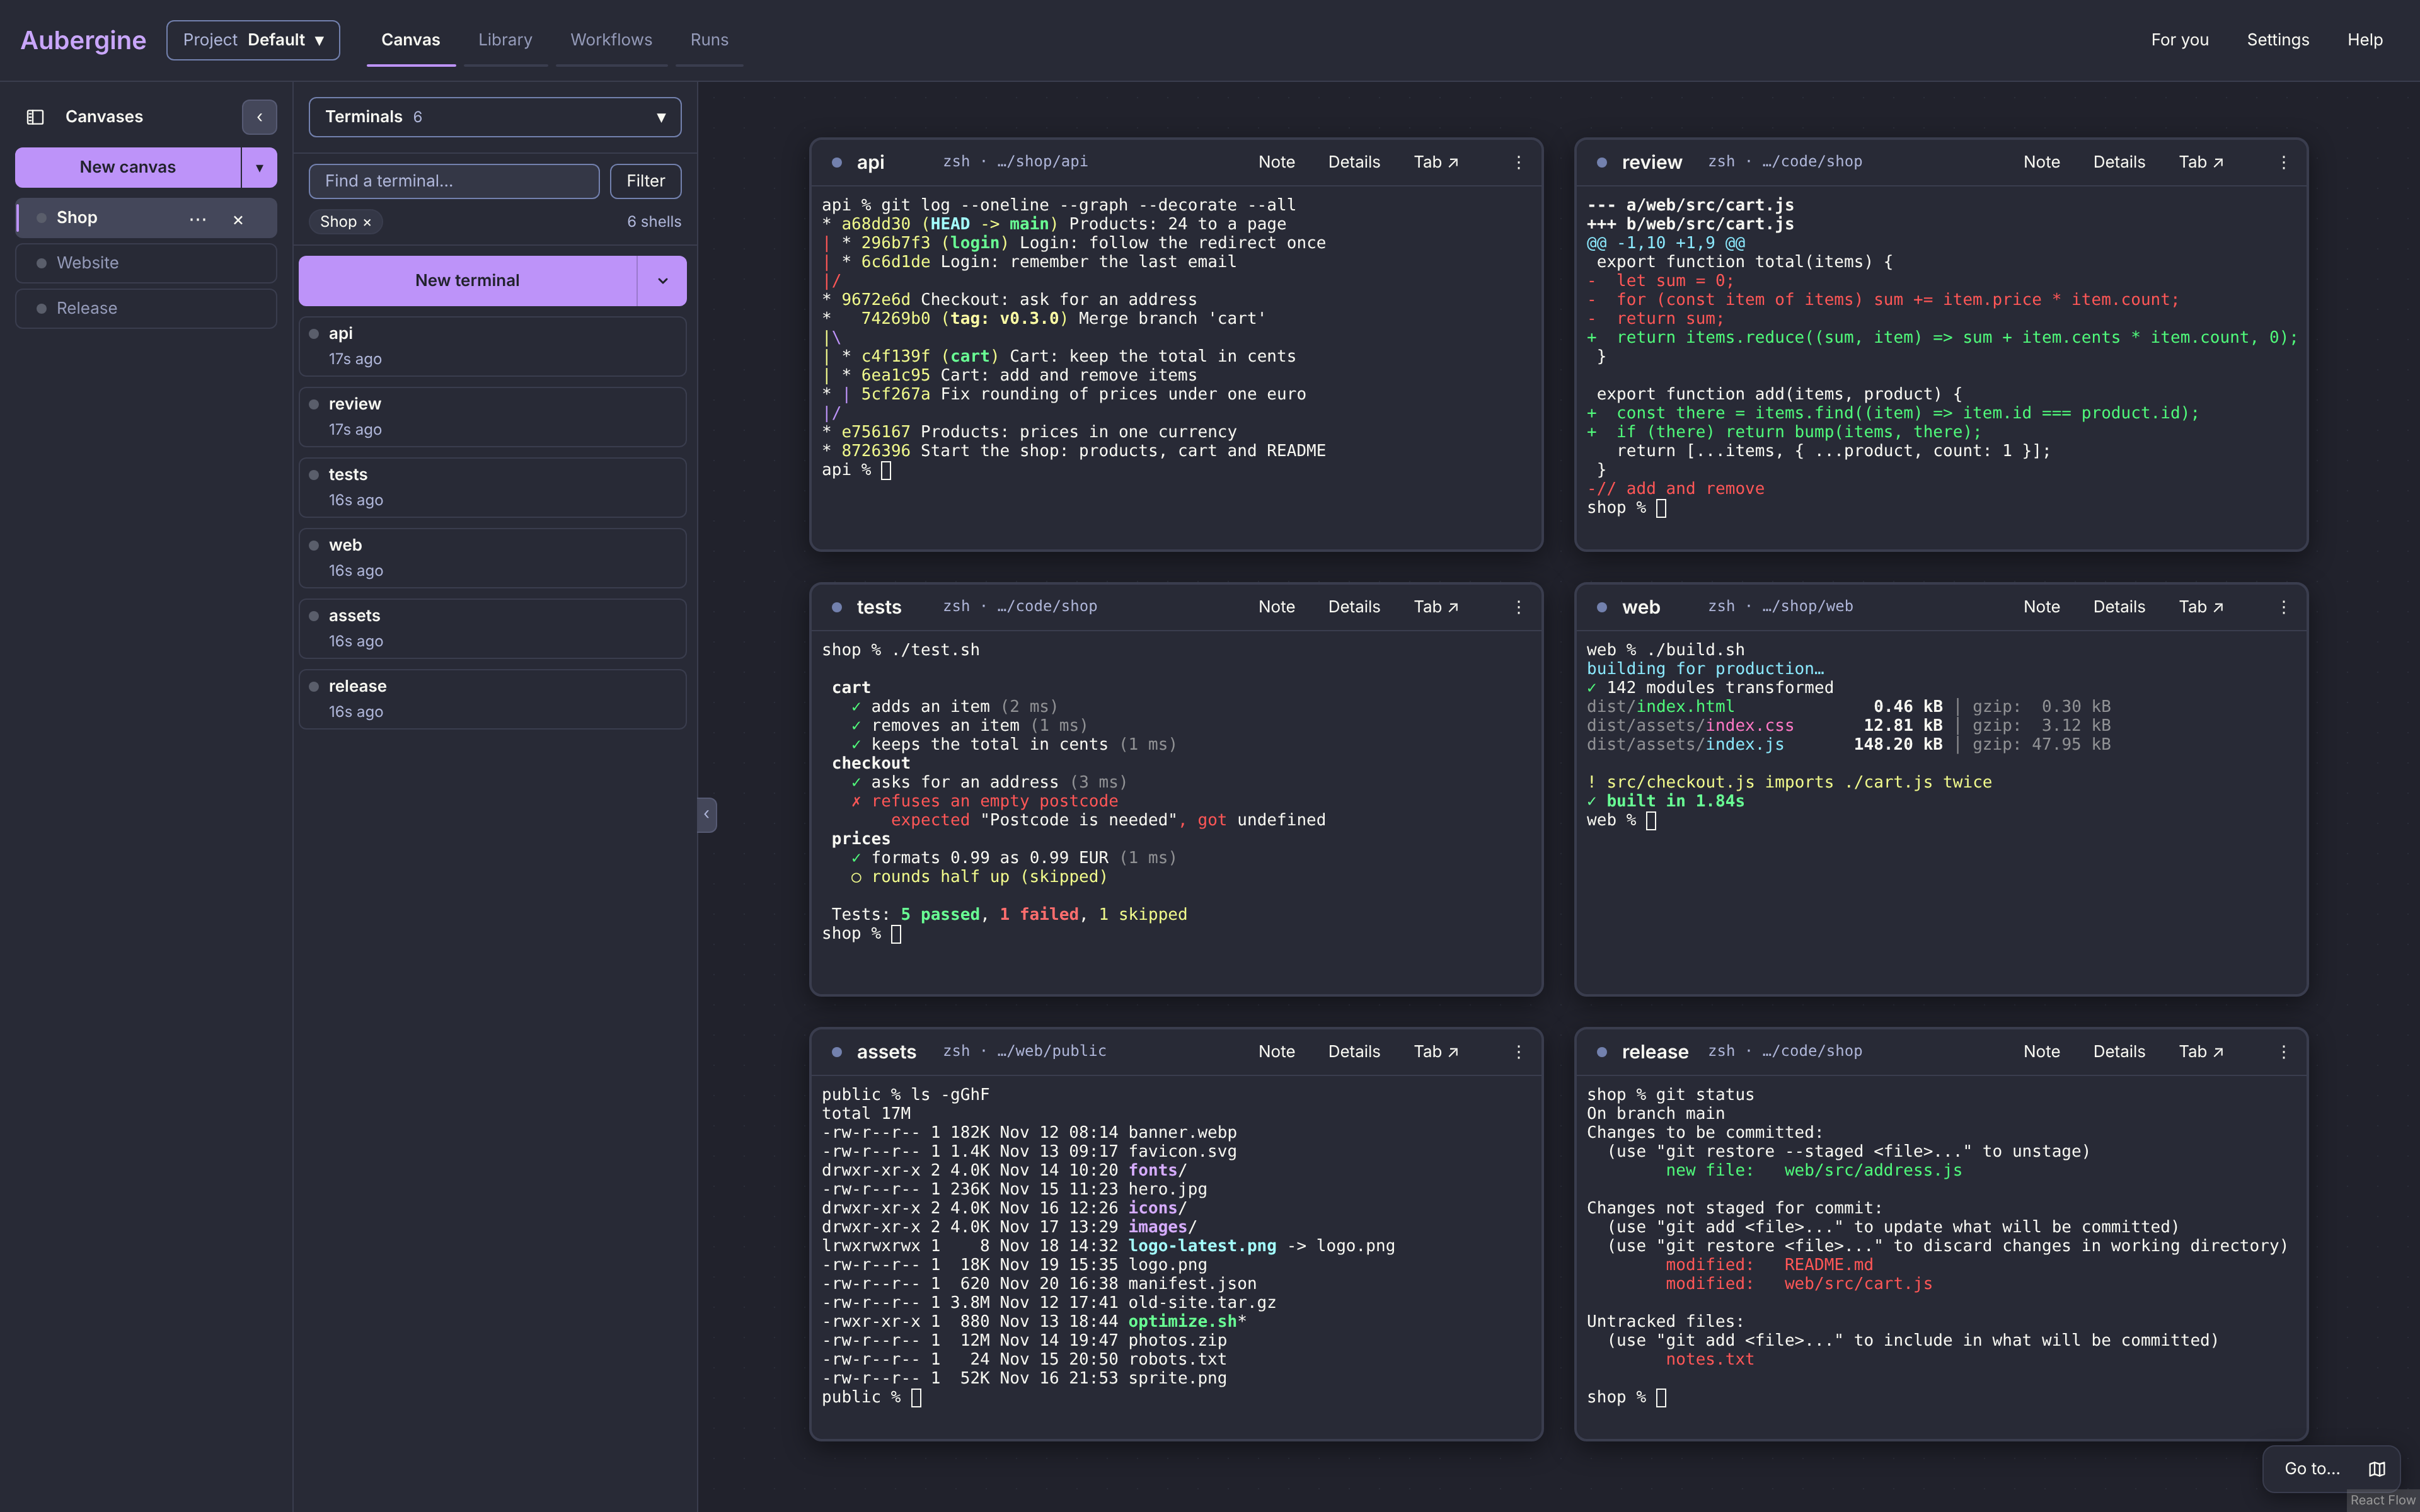 Aubergine
Project Default ▾
Canvas
Library
Workflows
Runs
For you
Settings
Help
Canvases
New canvas
Shop
Website
Release
Terminals 6
Find a terminal...
Filter
Shop ×
6 shells
New terminal
api
17s ago
review
17s ago
tests
16s ago
web
16s ago
assets
16s ago
release
16s ago
api zsh · …/shop/api Note Details Tab ↗
api % git log --oneline --graph --decorate --all
* a68dd30 (HEAD -> main) Products: 24 to a page
| * 296b7f3 (login) Login: follow the redirect once
| * 6c6d1de Login: remember the last email
|/
* 9672e6d Checkout: ask for an address
*   74269b0 (tag: v0.3.0) Merge branch 'cart'
|\
| * c4f139f (cart) Cart: keep the total in cents
| * 6ea1c95 Cart: add and remove items
* | 5cf267a Fix rounding of prices under one euro
|/
* e756167 Products: prices in one currency
* 8726396 Start the shop: products, cart and README
api %
review zsh · …/code/shop Note Details Tab ↗
--- a/web/src/cart.js
+++ b/web/src/cart.js
@@ -1,10 +1,9 @@
 export function total(items) {
-  let sum = 0;
-  for (const item of items) sum += item.price * item.count;
-  return sum;
+  return items.reduce((sum, item) => sum + item.cents * item.count, 0);
 }
 export function add(items, product) {
+  const there = items.find((item) => item.id === product.id);
+  if (there) return bump(items, there);
   return [...items, { ...product, count: 1 }];
 }
-// add and remove
shop %
tests zsh · …/code/shop Note Details Tab ↗
shop % ./test.sh
cart
✓ adds an item (2 ms)
✓ removes an item (1 ms)
✓ keeps the total in cents (1 ms)
checkout
✓ asks for an address (3 ms)
✗ refuses an empty postcode
expected "Postcode is needed", got undefined
prices
✓ formats 0.99 as 0.99 EUR (1 ms)
○ rounds half up (skipped)
Tests: 5 passed, 1 failed, 1 skipped
shop %
web zsh · …/shop/web Note Details Tab ↗
web % ./build.sh
building for production…
✓ 142 modules transformed
dist/index.html 0.46 kB │ gzip: 0.30 kB
dist/assets/index.css 12.81 kB │ gzip: 3.12 kB
dist/assets/index.js 148.20 kB │ gzip: 47.95 kB
! src/checkout.js imports ./cart.js twice
✓ built in 1.84s
web %
assets zsh · …/web/public Note Details Tab ↗
public % ls -gGhF
total 17M
-rw-r--r-- 1 182K Nov 12 08:14 banner.webp
-rw-r--r-- 1 1.4K Nov 13 09:17 favicon.svg
drwxr-xr-x 2 4.0K Nov 14 10:20 fonts/
-rw-r--r-- 1 236K Nov 15 11:23 hero.jpg
drwxr-xr-x 2 4.0K Nov 16 12:26 icons/
drwxr-xr-x 2 4.0K Nov 17 13:29 images/
lrwxrwxrwx 1    8 Nov 18 14:32 logo-latest.png -> logo.png
-rw-r--r-- 1  18K Nov 19 15:35 logo.png
-rw-r--r-- 1  620 Nov 20 16:38 manifest.json
-rw-r--r-- 1 3.8M Nov 12 17:41 old-site.tar.gz
-rwxr-xr-x 1  880 Nov 13 18:44 optimize.sh*
-rw-r--r-- 1  12M Nov 14 19:47 photos.zip
-rw-r--r-- 1   24 Nov 15 20:50 robots.txt
-rw-r--r-- 1  52K Nov 16 21:53 sprite.png
public %
release zsh · …/code/shop Note Details Tab ↗
shop % git status
On branch main
Changes to be committed:
  (use "git restore --staged <file>..." to unstage)
        new file:   web/src/address.js
Changes not staged for commit:
  (use "git add <file>..." to update what will be committed)
  (use "git restore <file>..." to discard changes in working directory)
        modified:   README.md
        modified:   web/src/cart.js
Untracked files:
  (use "git add <file>..." to include in what will be committed)
        notes.txt
shop %
Go to...
React Flow